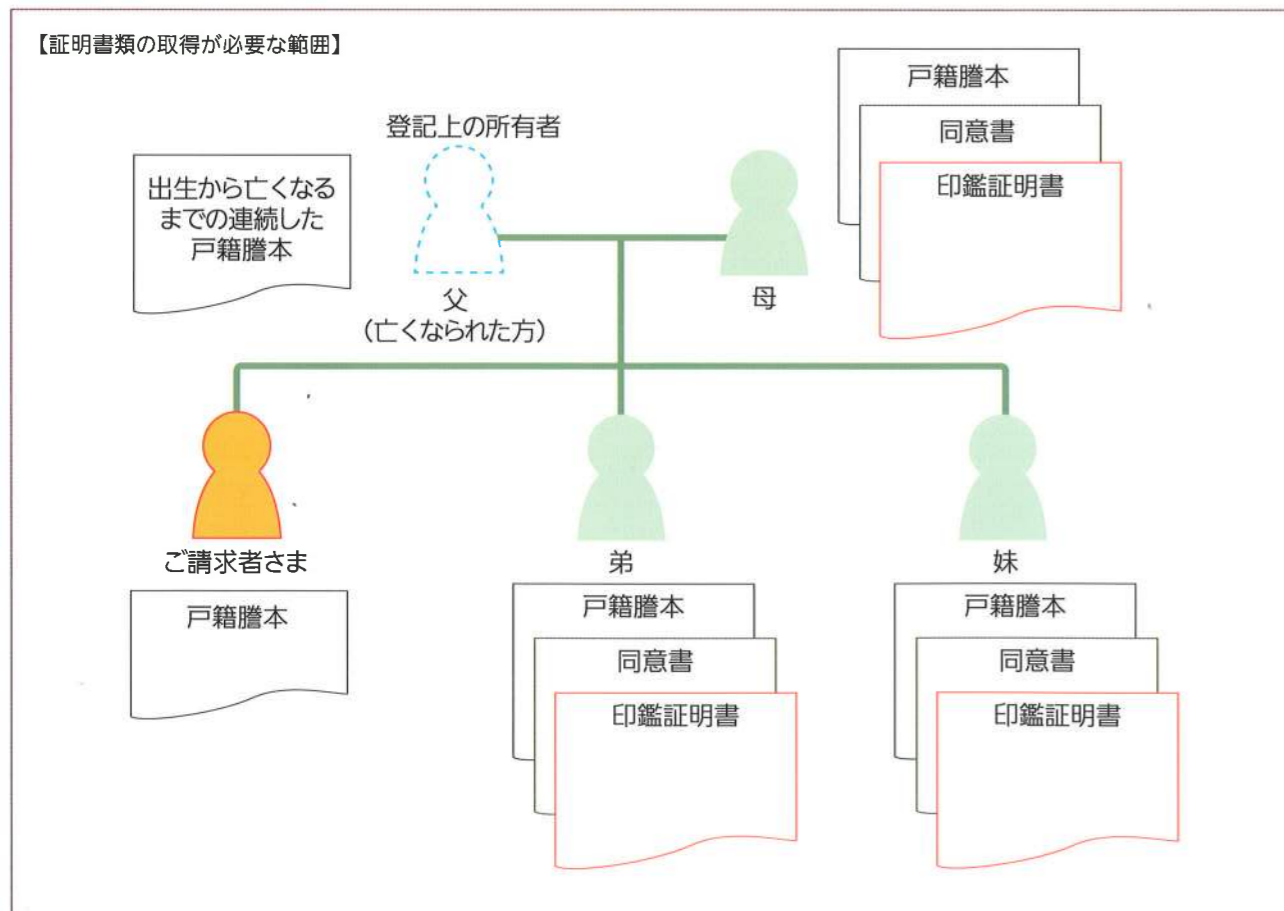 【証明書類の取得が必要な範囲】
登記上の所有者
出生から亡くなる
までの連続した
戸籍謄本
父
（亡くなられた方）
母
戸籍謄本
同意書
印鑑証明書
ご請求者さま
戸籍謄本
弟
戸籍謄本
同意書
印鑑証明書
妹
戸籍謄本
同意書
印鑑証明書